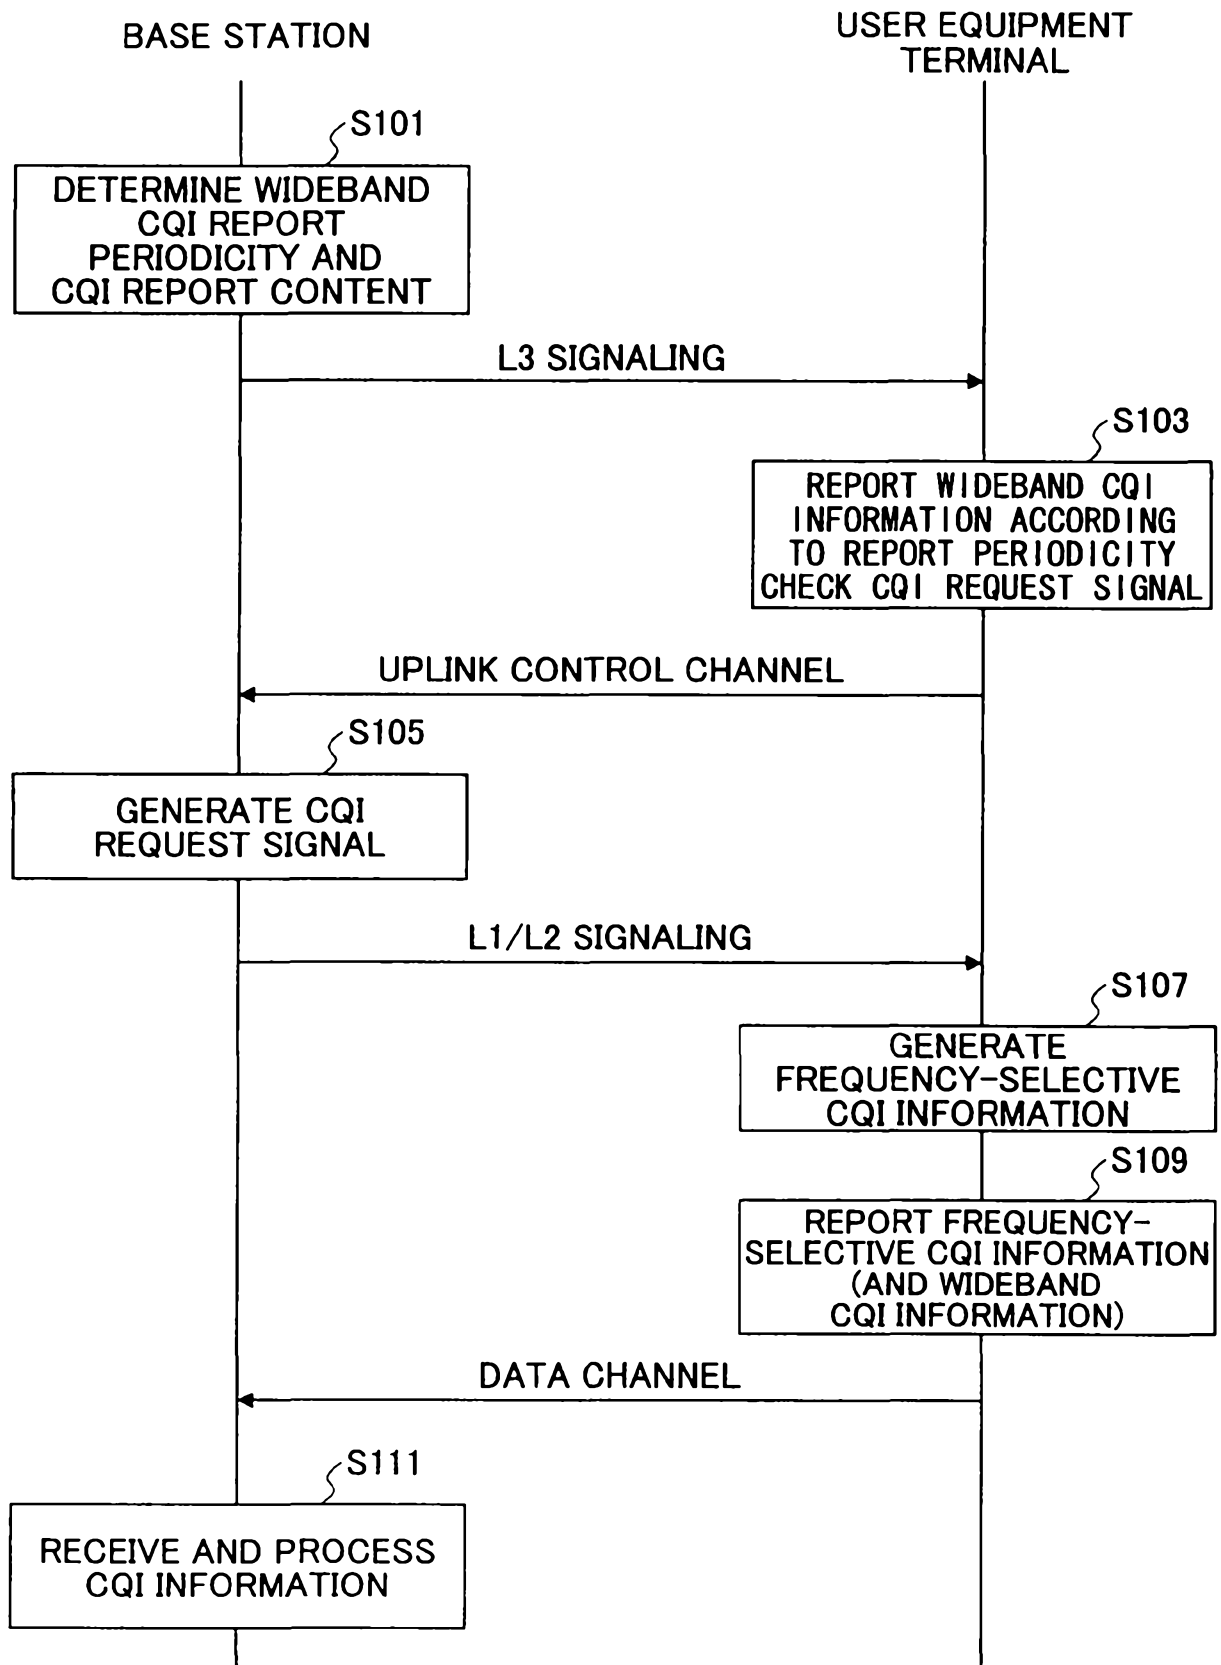 BASE STATION
USER EQUIPMENT
TERMINAL
S101
DETERMINE WIDEBAND
CQI REPORT
PERIODICITY AND
CQI REPORT CONTENT
L3 SIGNALING
S103
REPORT WIDEBAND CQI
INFORMATION ACCORDING
TO REPORT PERIODICITY
CHECK CQI REQUEST SIGNAL
UPLINK CONTROL CHANNEL
S105
GENERATE CQI
REQUEST SIGNAL
L1/L2 SIGNALING
S107
GENERATE
FREQUENCY-SELECTIVE
CQI INFORMATION
S109
REPORT FREQUENCY-
SELECTIVE CQI INFORMATION
(AND WIDEBAND
CQI INFORMATION)
DATA CHANNEL
S111
RECEIVE AND PROCESS
CQI INFORMATION